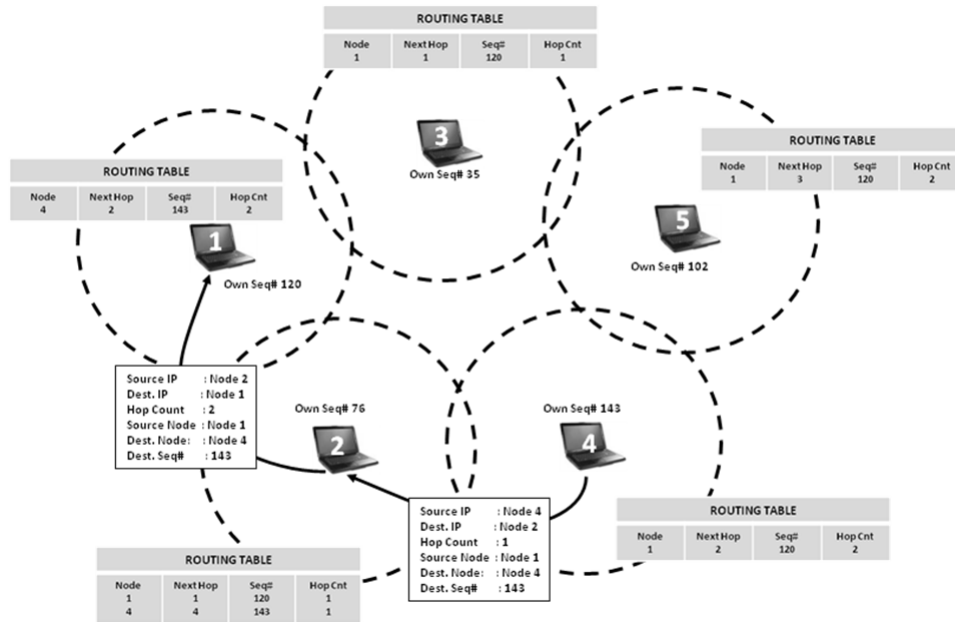 ROUTING TABLE
Node Next Hop Seq# Hop Cnt
1 1 120 1
3
Own Seq# 35
ROUTING TABLE
Node Next Hop Seq# Hop Cnt
1 3 120 2
5
Own Seq# 102
ROUTING TABLE
Node Next Hop Seq# Hop Cnt
4 2 143 2
1
Own Seq# 120
Source IP : Node 2
Dest. IP : Node 1
Hop Count : 2
Source Node : Node 1
Dest. Node: : Node 4
Dest. Seq# : 143
Own Seq# 76
2
Own Seq# 143
4
Source IP : Node 4
Dest. IP : Node 2
Hop Count : 1
Source Node : Node 1
Dest. Node: : Node 4
Dest. Seq# : 143
ROUTING TABLE
Node Next Hop Seq# Hop Cnt
1 2 120 2
ROUTING TABLE
Node Next Hop Seq# Hop Cnt
1 1 120 1
4 4 143 1